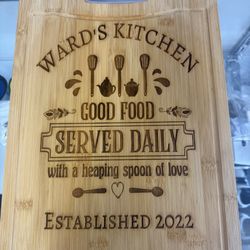 WARD'S KITCHEN
GOOD FOOD
SERVED DAILY
with a heaping spoon of love
ESTABLISHED 2022